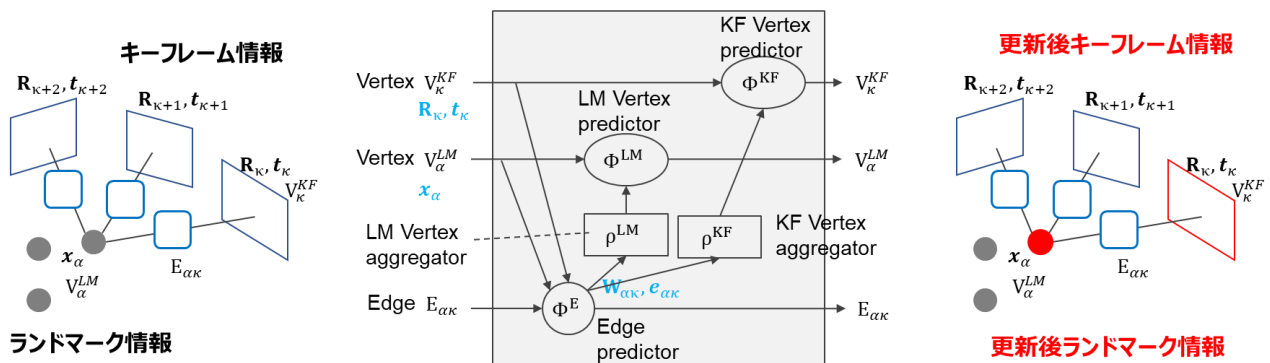 キーフレーム情報
R_{κ+2}, t_{κ+2}
R_{κ+1}, t_{κ+1}
R_κ, t_κ
V_κ^{KF}
x_α
V_α^{LM}
E_{ακ}
ランドマーク情報
KF Vertex
predictor
Vertex V_κ^{KF}
R_κ, t_κ
Φ^{KF}
V_κ^{KF}
LM Vertex
predictor
Vertex V_α^{LM}
x_α
Φ^{LM}
V_α^{LM}
LM Vertex
aggregator
ρ^{LM}
ρ^{KF}
KF Vertex
aggregator
W_{ακ}, e_{ακ}
Edge E_{ακ}
Φ^E
E_{ακ}
Edge
predictor
更新後キーフレーム情報
R_{κ+2}, t_{κ+2}
R_{κ+1}, t_{κ+1}
R_κ, t_κ
V_κ^{KF}
x_α
V_α^{LM}
E_{ακ}
更新後ランドマーク情報